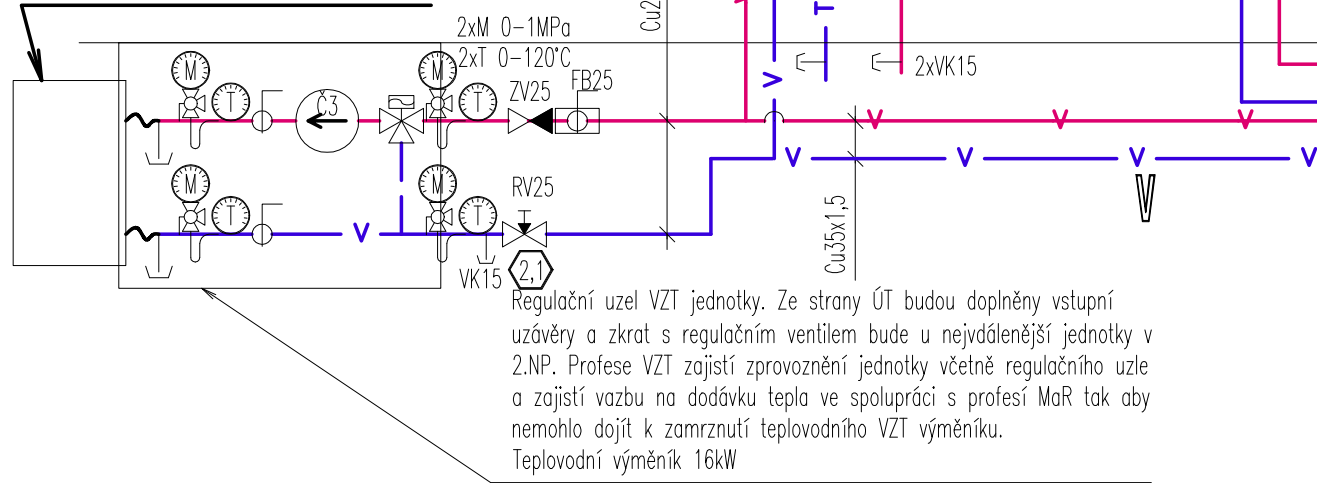 2xM 0-1MPa
2xT 0-120°C
Cu2
T
2xVK15
M
M
T
Č3
T
ZV25
FB25
V
V
V
V
V
V
V
V
V
Cu35x1,5
M
T
V
M
T
RV25
VK15
2,1
Regulační uzel VZT jednotky. Ze strany ÚT budou doplněny vstupní
uzávěry a zkrat s regulačním ventilem bude u nejvdálenější jednotky v
2.NP. Profese VZT zajistí zprovoznění jednotky včetně regulačního uzle
a zajistí vazbu na dodávku tepla ve spolupráci s profesí MaR tak aby
nemohlo dojít k zamrznutí teplovodního VZT výměníku.
Teplovodní výměník 16kW